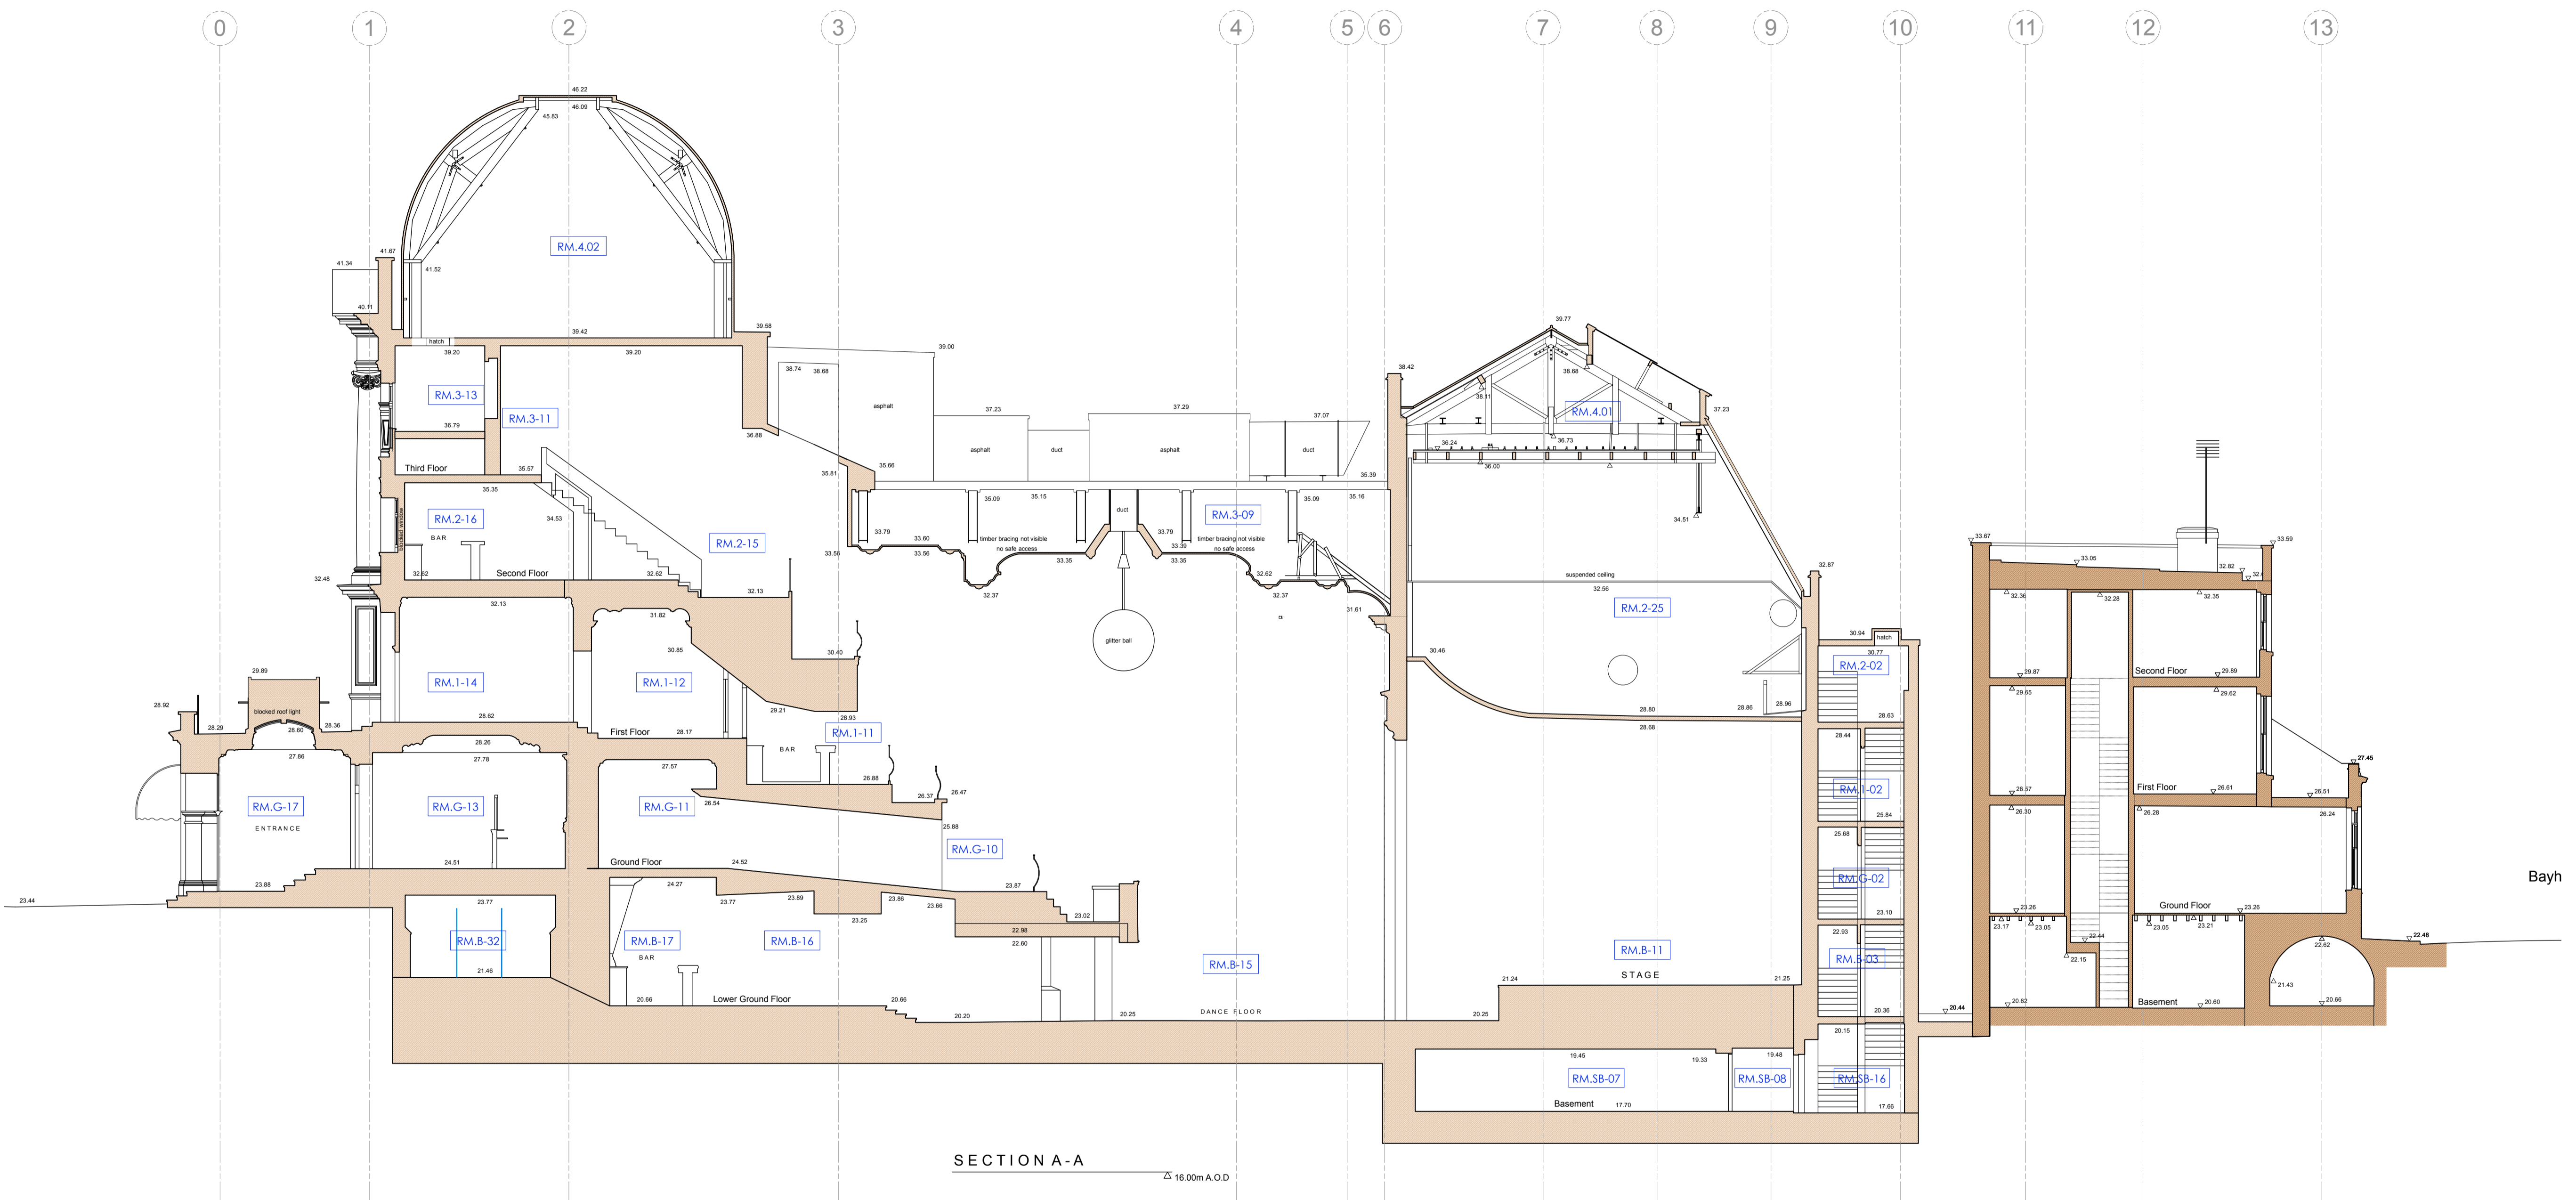 0 1 2 3 4 5 6 7 8 9 10 11 12 13
46.22
46.09
45.83
RM.4.02
41.67
41.34
41.52
40.11
39.42
39.58
hatch
39.20
39.20
39.00
38.74
38.68
asphalt
RM.3-13
RM.3-11
36.79
36.88
Third Floor
35.57
35.35
35.81
35.66
37.23
37.29
37.07
asphalt
duct
asphalt
duct
35.39
35.09
35.15
35.09
35.16
duct
RM.3-09
33.79
33.60
33.56
33.56
timber bracing not visible
no safe access
33.35
33.79
33.39
33.35
timber bracing not visible
no safe access
32.62
32.37
32.37
31.61
glitter ball
38.42
39.77
38.68
38.11
RM.4.01
37.23
36.24
36.73
36.00
34.51
suspended ceiling
32.56
RM.2-25
32.87
30.46
28.80
28.68
28.86
28.96
RM.2-16
BAR
blocked window
34.53
RM.2-15
32.62
Second Floor
32.62
32.48
32.13
32.13
31.82
30.85
30.40
RM.1-14
RM.1-12
29.21
28.93
RM.1-11
BAR
28.62
First Floor
28.17
26.88
26.37
26.47
29.89
28.92
blocked roof light
28.29
28.60
28.36
27.86
28.26
27.78
27.57
RM.G-17
ENTRANCE
RM.G-13
RM.G-11
26.54
25.88
RM.G-10
24.51
Ground Floor
24.52
23.88
23.44
23.87
23.02
24.27
23.77
23.77
23.89
23.25
23.86
23.66
22.98
22.60
RM.B-32
RM.B-17
BAR
RM.B-16
RM.B-15
21.46
20.66
Lower Ground Floor
20.66
20.20
20.25
DANCE FLOOR
20.25
RM.B-11
STAGE
21.24
21.25
19.45
19.33
19.48
RM.SB-07
RM.SB-08
Basement
17.70
30.94
hatch
30.77
RM.2-02
28.63
28.44
RM.1-02
25.84
25.68
RM.G-02
23.10
22.93
RM.B-03
20.36
20.15
RM.SB-16
17.66
20.44
33.67
33.05
32.82
33.59
32.36
32.28
32.35
29.87
Second Floor
29.89
29.65
29.62
27.45
26.57
First Floor
26.61
26.51
26.30
26.28
26.24
23.26
Ground Floor
23.26
23.17
23.05
23.05
23.21
22.44
22.15
22.62
22.48
21.43
20.62
Basement
20.60
20.66
Bayh
SECTION A-A
16.00m A.O.D